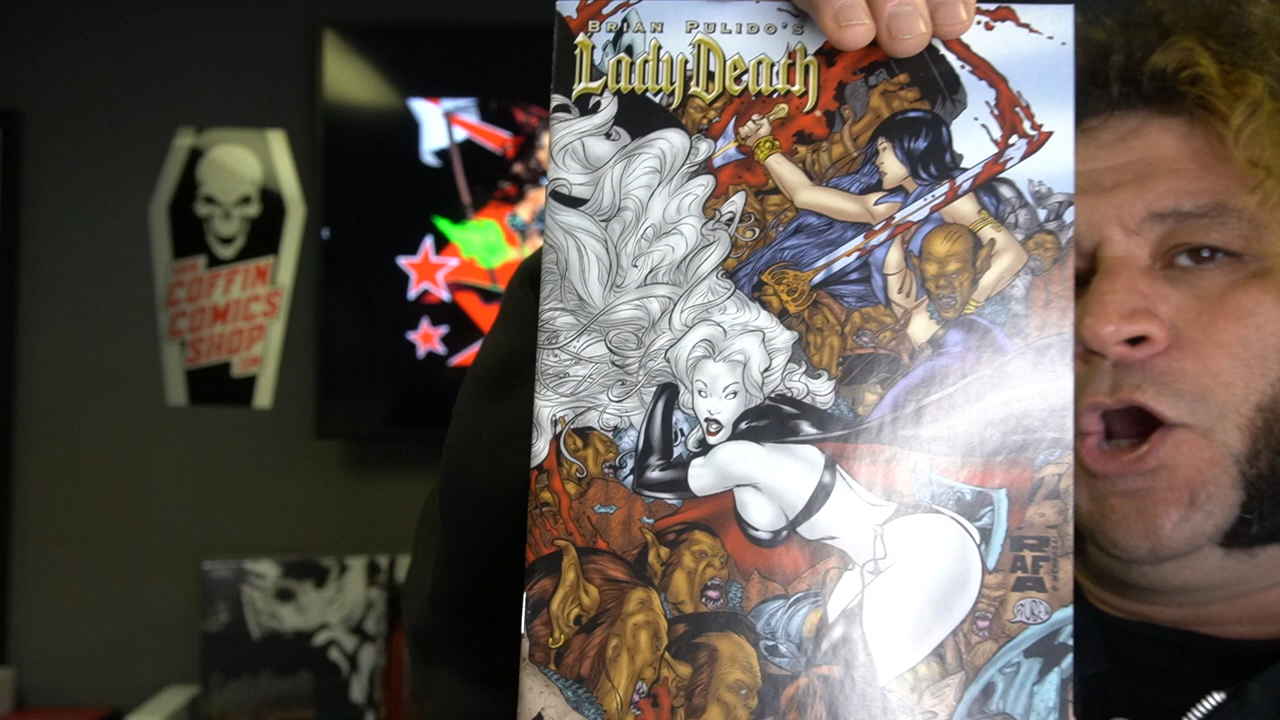 BRIAN PULIDO'S
Lady Death
COFFIN
COMICS
SHOP
RAFA